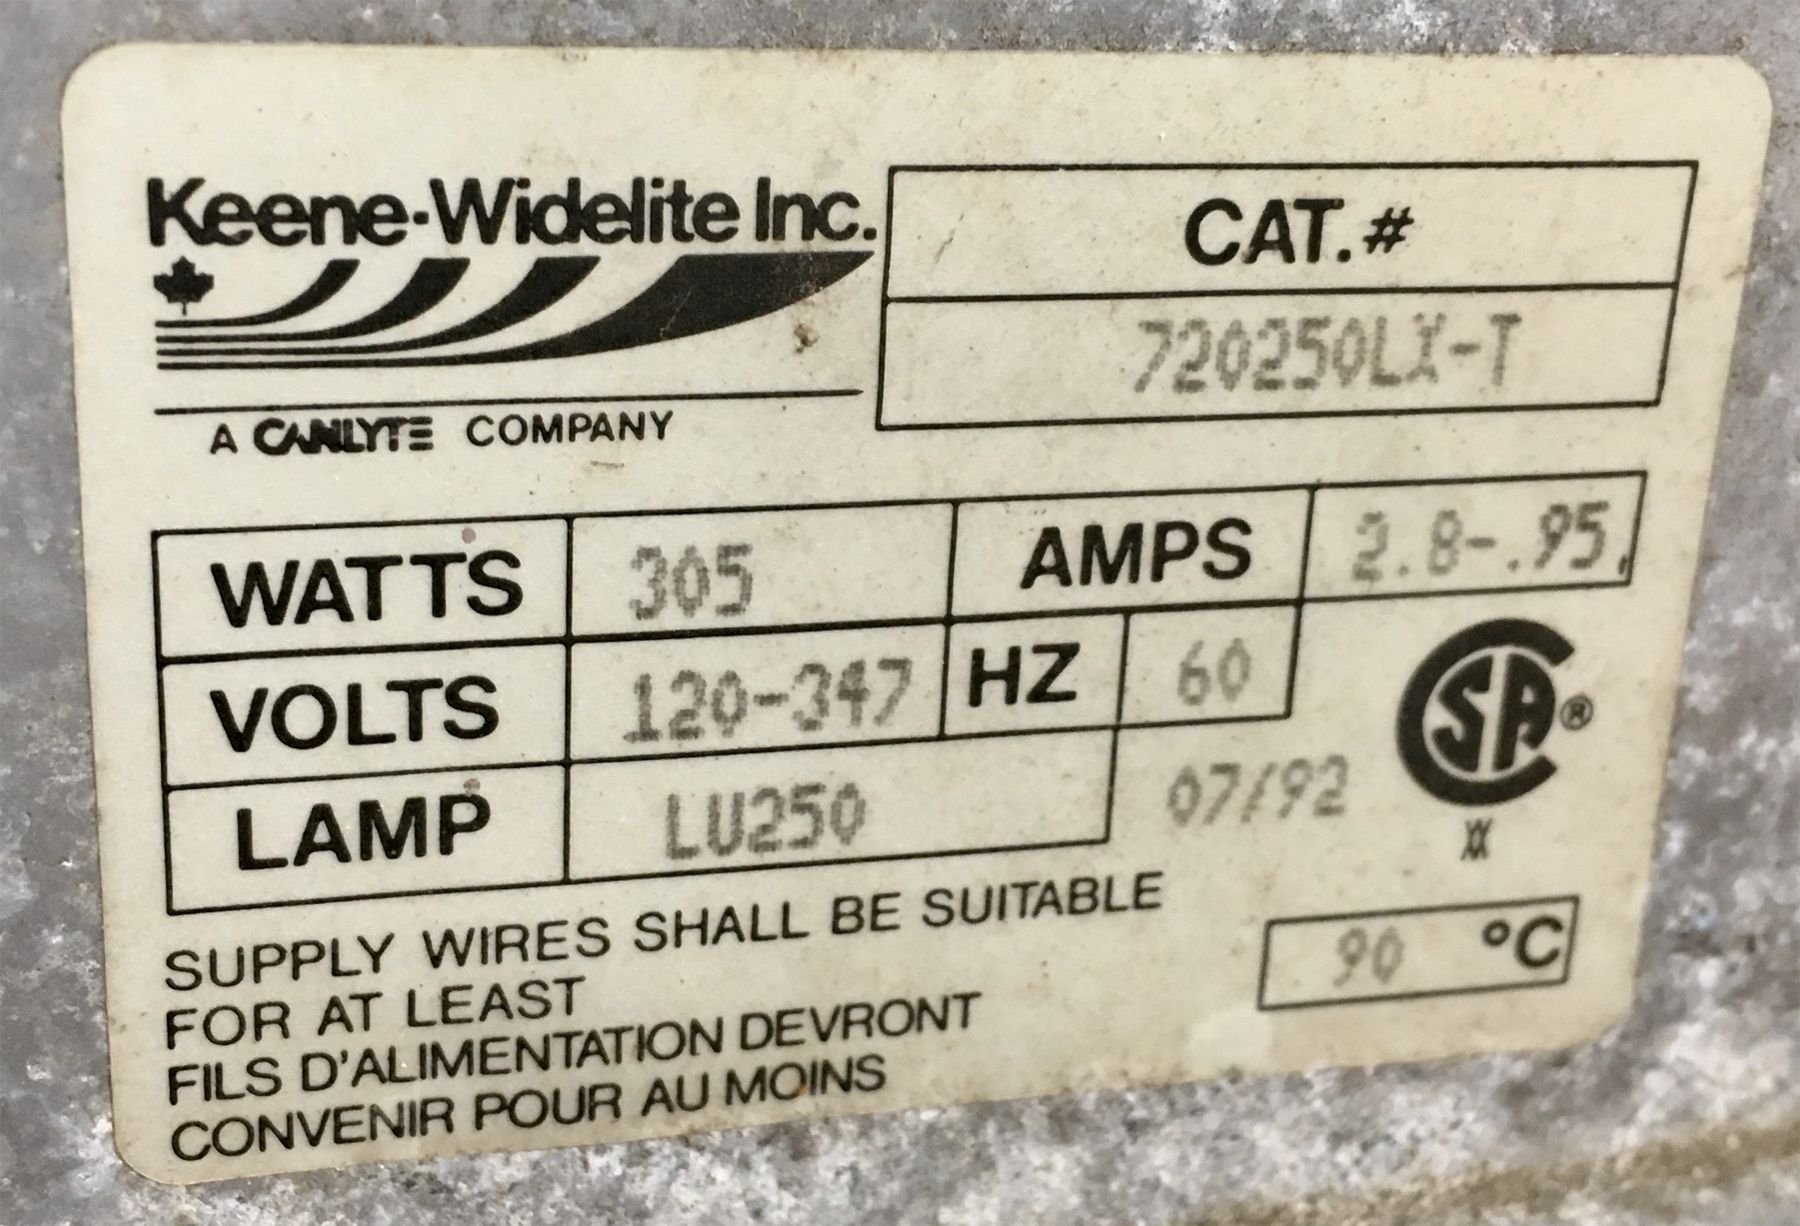 Keene-Widelite Inc.
A CANLYTE COMPANY
CAT.#
720250LX-T
WATTS 305 AMPS 2.8-.95.
VOLTS 120-347 HZ 60
LAMP LU250 07/92
CSA®
SUPPLY WIRES SHALL BE SUITABLE
FOR AT LEAST
FILS D'ALIMENTATION DEVRONT
CONVENIR POUR AU MOINS
90 °C